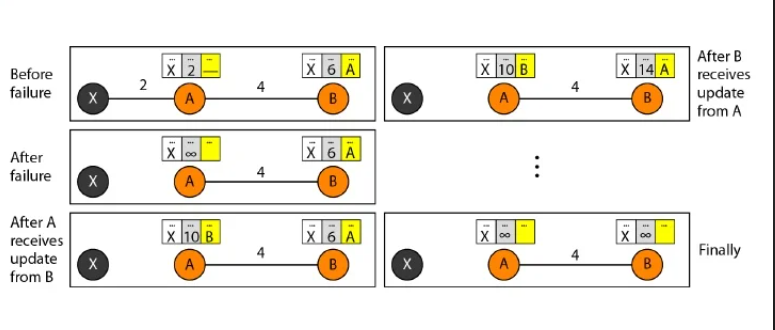 Before
failure
X 2 —
X 6 A
2
4
X
A
B
X 10 B
X 14 A
4
X
A
B
After B
receives
update
from A
After
failure
X ∞
X 6 A
4
X
A
B
After A
receives
update
from B
X 10 B
X 6 A
4
X
A
B
X ∞
X ∞
4
X
A
B
Finally